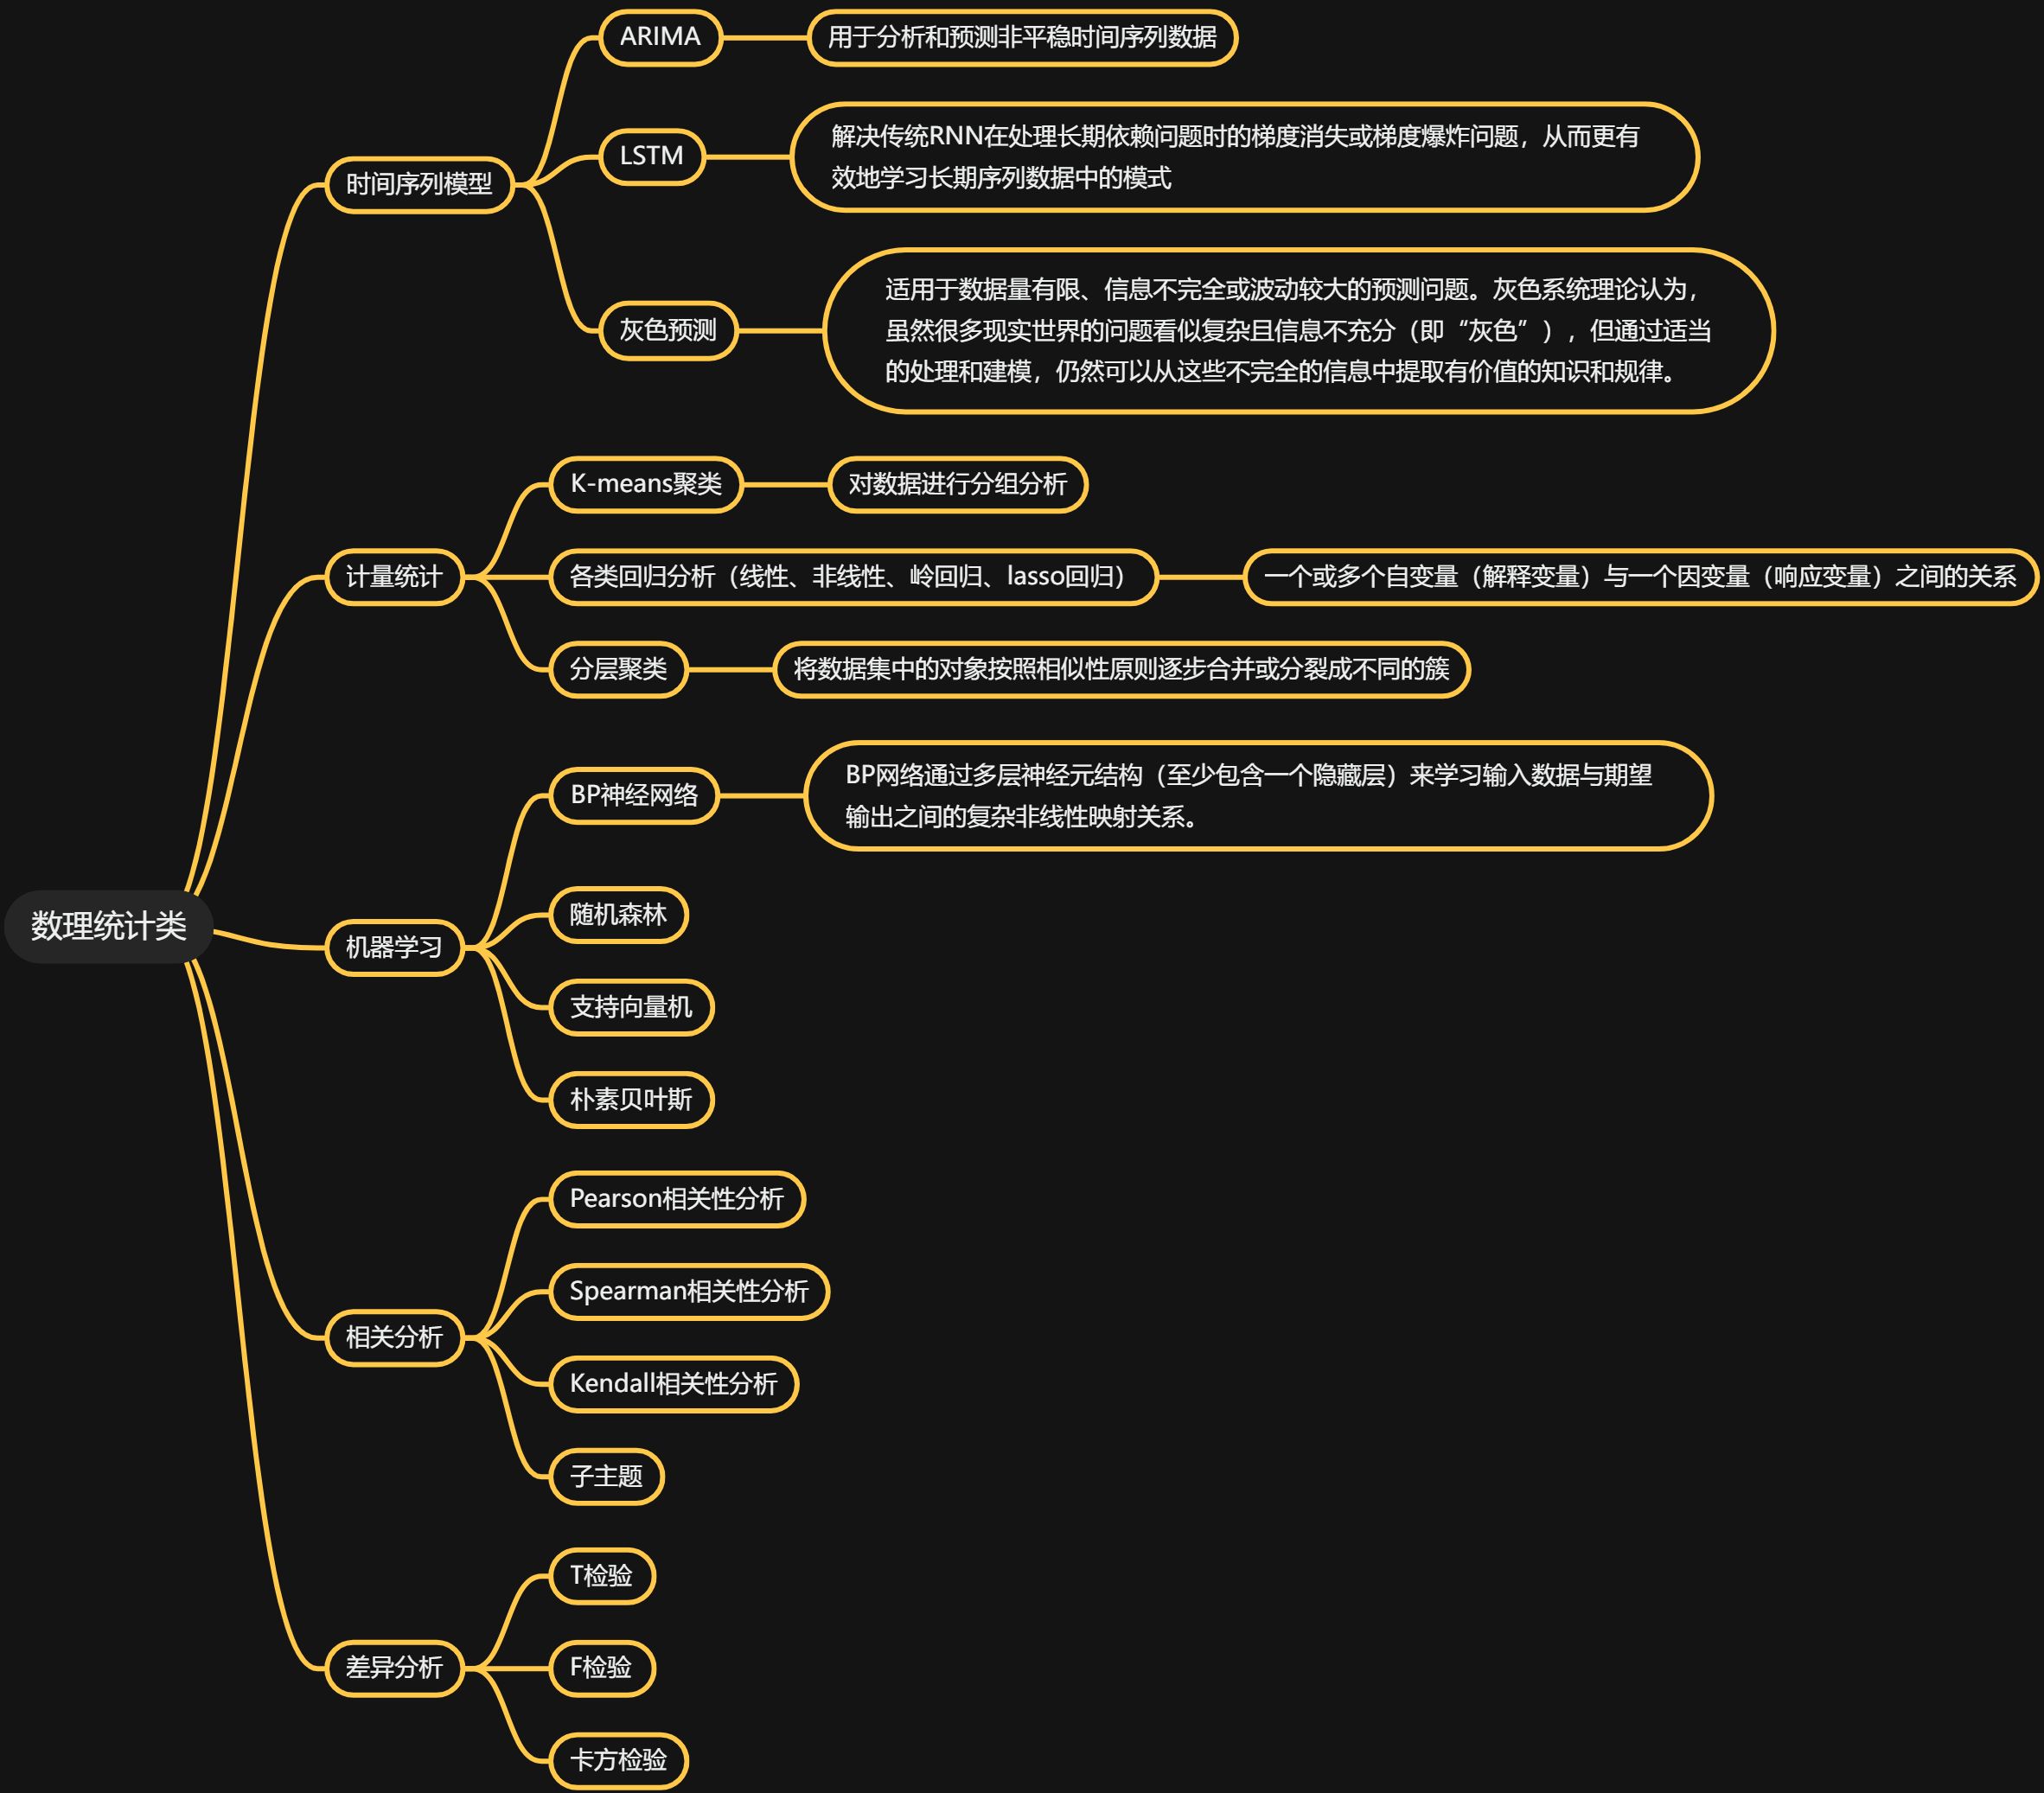 数理统计类
时间序列模型
ARIMA
用于分析和预测非平稳时间序列数据
LSTM
解决传统RNN在处理长期依赖问题时的梯度消失或梯度爆炸问题，从而更有
效地学习长期序列数据中的模式
灰色预测
适用于数据量有限、信息不完全或波动较大的预测问题。灰色系统理论认为，
虽然很多现实世界的问题看似复杂且信息不充分（即“灰色”），但通过适当
的处理和建模，仍然可以从这些不完全的信息中提取有价值的知识和规律。
计量统计
K-means聚类
对数据进行分组分析
各类回归分析（线性、非线性、岭回归、lasso回归）
一个或多个自变量（解释变量）与一个因变量（响应变量）之间的关系
分层聚类
将数据集中的对象按照相似性原则逐步合并或分裂成不同的簇
机器学习
BP神经网络
BP网络通过多层神经元结构（至少包含一个隐藏层）来学习输入数据与期望
输出之间的复杂非线性映射关系。
随机森林
支持向量机
朴素贝叶斯
相关分析
Pearson相关性分析
Spearman相关性分析
Kendall相关性分析
子主题
差异分析
T检验
F检验
卡方检验